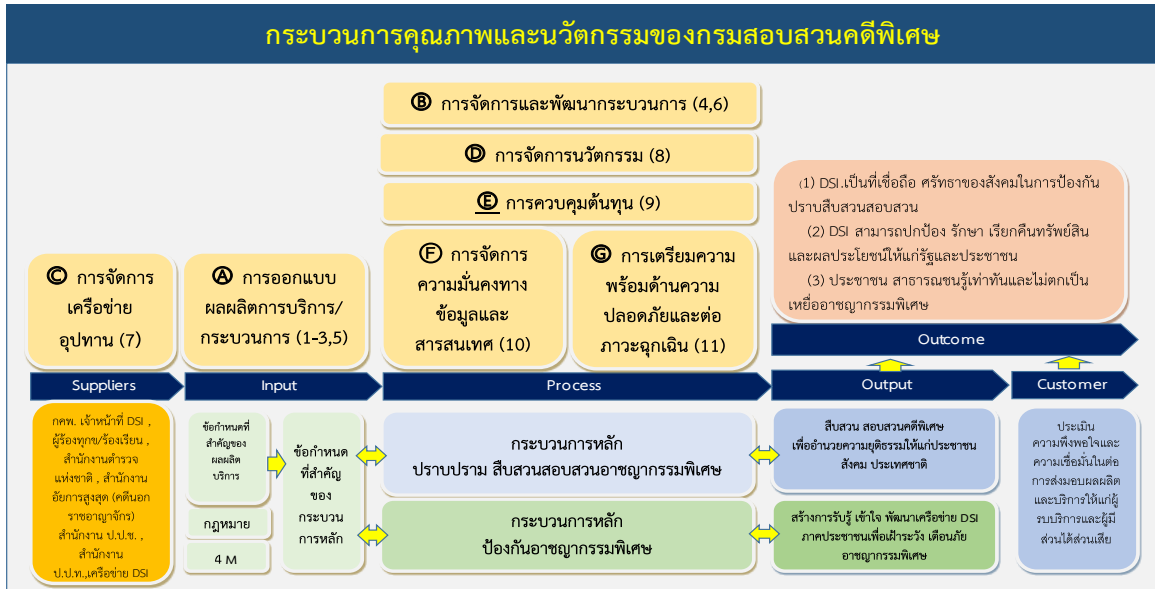 กระบวนการคุณภาพและนวัตกรรมของกรมสอบสวนคดีพิเศษ
Ⓑ การจัดการและพัฒนากระบวนการ (4,6)
Ⓓ การจัดการนวัตกรรม (8)
Ⓔ การควบคุมต้นทุน (9)
Ⓒ การจัดการ
เครือข่าย
อุปทาน (7)
Ⓐ การออกแบบ
ผลผลิตการบริการ/
กระบวนการ (1-3,5)
Ⓕ การจัดการ
ความมั่นคงทาง
ข้อมูลและ
สารสนเทศ (10)
Ⓖ การเตรียมความ
พร้อมด้านความ
ปลอดภัยและต่อ
ภาวะฉุกเฉิน (11)
(1) DSI.เป็นที่เชื่อถือ ศรัทธาของสังคมในการป้องกัน
ปราบสืบสวนสอบสวน
(2) DSI สามารถปกป้อง รักษา เรียกคืนทรัพย์สิน
และผลประโยชน์ให้แก่รัฐและประชาชน
(3) ประชาชน สาธารณชนรู้เท่าทันและไม่ตกเป็น
เหยื่ออาชญากรรมพิเศษ
Outcome
Suppliers
Input
Process
Output
Customer
กคพ. เจ้าหน้าที่ DSI ,
ผู้ร้องทุกข/ร้องเรียน ,
สำนักงานตำรวจ
แห่งชาติ , สำนักงาน
อัยการสูงสุด (คดีนอก
ราชอาญาจักร)
สำนักงาน ป.ป.ช. ,
สำนักงาน
ป.ป.ท.,เครือข่าย DSI
ข้อกำหนดที่
สำคัญของ
ผลผลิต
บริการ
กฎหมาย
4 M
ข้อกำหนด
ที่สำคัญ
ของ
กระบวน
การหลัก
กระบวนการหลัก
ปราบปราม สืบสวนสอบสวนอาชญากรรมพิเศษ
กระบวนการหลัก
ป้องกันอาชญากรรมพิเศษ
สืบสวน สอบสวนคดีพิเศษ
เพื่ออำนวยความยุติธรรมให้แก่ประชาชน
สังคม ประเทศชาติ
สร้างการรับรู้ เข้าใจ พัฒนาเครือข่าย DSI
ภาคประชาชนเพื่อเฝ้าระวัง เตือนภัย
อาชญากรรมพิเศษ
ประเมิน
ความพึงพอใจและ
ความเชื่อมั่นในต่อ
การส่งมอบผลผลิต
และบริการให้แก่ผู้
รบบริการและผู้มี
ส่วนได้ส่วนเสีย